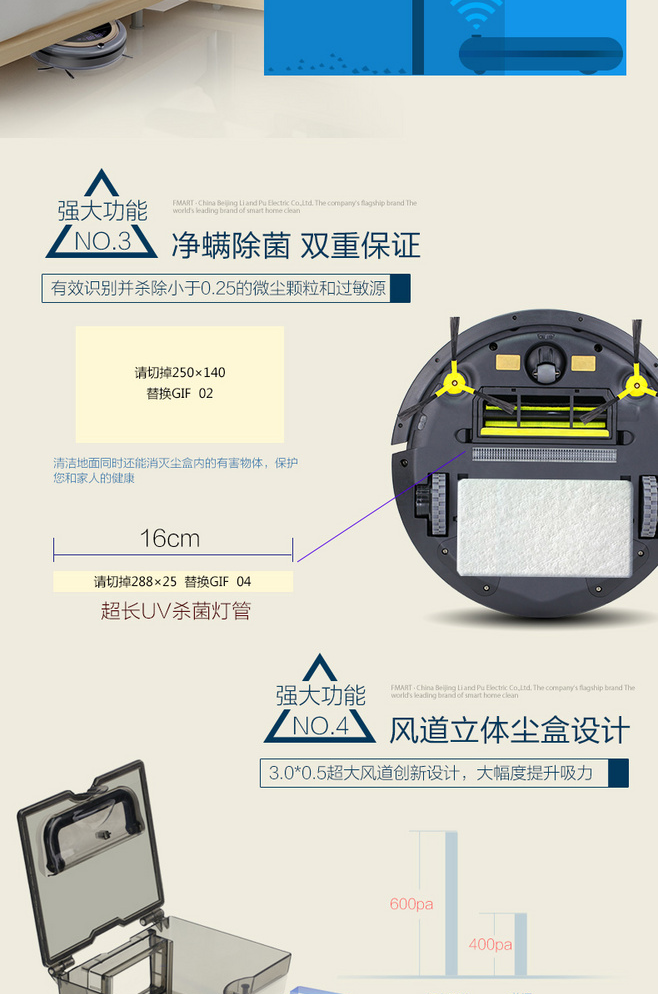 强大功能
NO.3
FMART - China Beijing Li and Pu Electric Co.,Ltd. The company's flagship brand The
world's leading brand of smart home clean
净螨除菌 双重保证
有效识别并杀除小于0.25的微尘颗粒和过敏源
请切掉250×140
替换GIF 02
清洁地面同时还能消灭尘盒内的有害物体，保护
您和家人的健康
16cm
请切掉288×25 替换GIF 04
超长UV杀菌灯管
强大功能
NO.4
FMART - China Beijing Li and Pu Electric Co.,Ltd. The company's flagship brand The
world's leading brand of smart home clean
风道立体尘盒设计
3.0*0.5超大风道创新设计，大幅度提升吸力
600pa
400pa